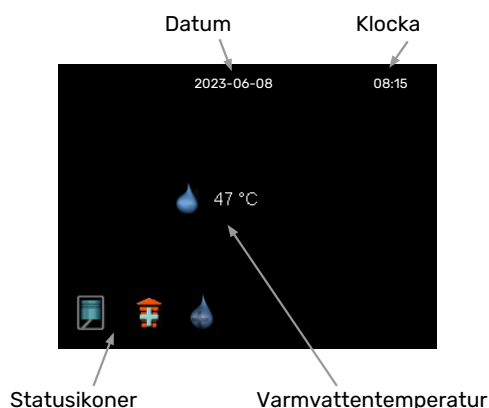 Datum
Klocka
2023-06-08
08:15
47 °C
Statusikoner
Varmvattentemperatur